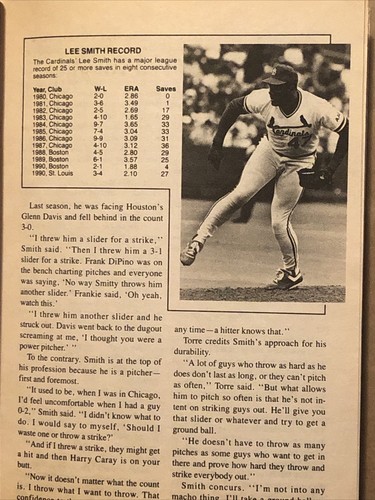 LEE SMITH RECORD
The Cardinals' Lee Smith has a major league
record of 25 or more saves in eight consecutive
seasons:
Year, Club W-L ERA Saves
1980, Chicago 2-0 2.86 0
1981, Chicago 3-6 3.49 1
1982, Chicago 2-5 2.69 17
1983, Chicago 4-10 1.65 29
1984, Chicago 9-7 3.65 33
1985, Chicago 7-4 3.04 33
1986, Chicago 9-9 3.09 31
1987, Chicago 4-10 3.12 36
1988, Boston 4-5 2.80 29
1989, Boston 6-1 3.57 25
1990, Boston 2-1 1.88 4
1990, St. Louis 3-4 2.10 27
Cardinals
47
Last season, he was facing Houston's
Glenn Davis and fell behind in the count
3-0.
"I threw him a slider for a strike,"
Smith said. "Then I threw him a 3-1
slider for a strike. Frank DiPino was on
the bench charting pitches and everyone
was saying, 'No way Smitty throws him
another slider.' Frankie said, 'Oh yeah,
watch this.'
"I threw him another slider and he
struck out. Davis went back to the dugout
screaming at me, 'I thought you were a
power pitcher.' "
To the contrary. Smith is at the top of
his profession because he is a pitcher—
first and foremost.
"It used to be, when I was in Chicago,
I'd feel uncomfortable when I had a guy
0-2," Smith said. "I didn't know what to
do. I would say to myself, 'Should I
waste one or throw a strike?'
"And if I threw a strike, they might get
a hit and then Harry Caray is on your
butt.
"Now it doesn't matter what the count
is. I throw what I want to throw. That
any time—a hitter knows that."
Torre credits Smith's approach for his
durability.
"A lot of guys who throw as hard as he
does don't last as long, or they can't pitch
as often," Torre said. "But what allows
him to pitch so often is that he's not in-
tent on striking guys out. He'll give you
that slider or whatever and try to get a
ground ball.
"He doesn't have to throw as many
pitches as some guys who want to get in
there and prove how hard they throw and
strike everybody out."
Smith concurs. "I'm not into any
macho thing. I'll take a